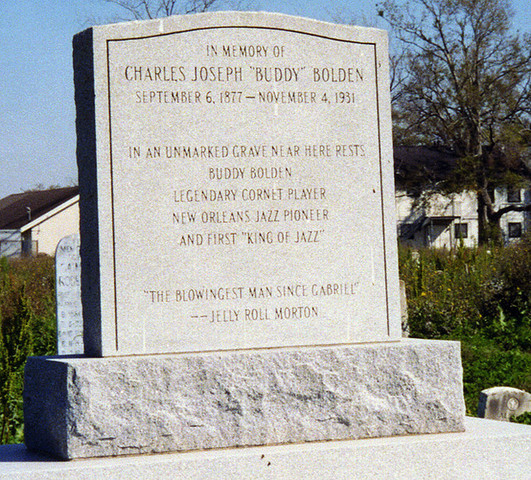 IN MEMORY OF
CHARLES JOSEPH "BUDDY" BOLDEN
SEPTEMBER 6, 1877 — NOVEMBER 4, 1931
IN AN UNMARKED GRAVE NEAR HERE RESTS
BUDDY BOLDEN
LEGENDARY CORNET PLAYER
NEW ORLEANS JAZZ PIONEER
AND FIRST "KING OF JAZZ"
"THE BLOWINGEST MAN SINCE GABRIEL"
—JELLY ROLL MORTON